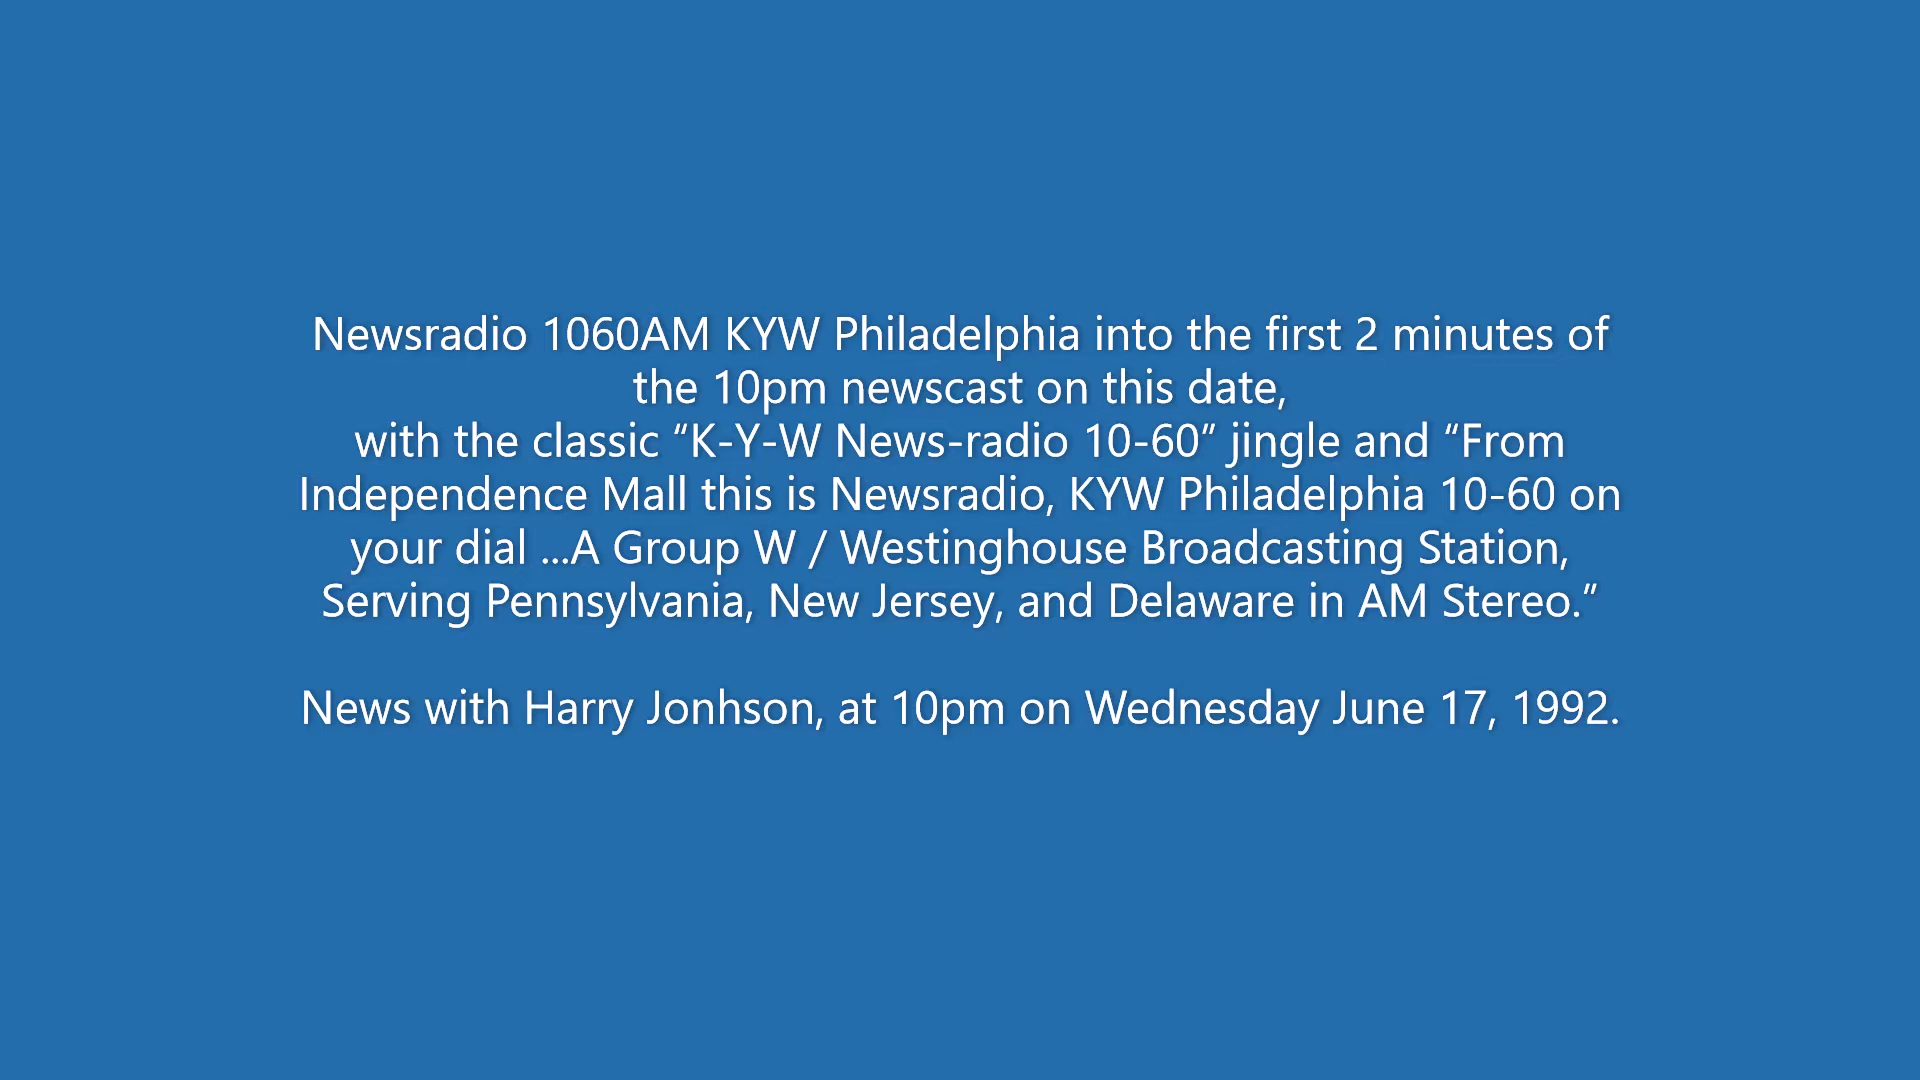 Newsradio 1060AM KYW Philadelphia into the first 2 minutes of
the 10pm newscast on this date,
with the classic “K-Y-W News-radio 10-60” jingle and “From
Independence Mall this is Newsradio, KYW Philadelphia 10-60 on
your dial ...A Group W / Westinghouse Broadcasting Station,
Serving Pennsylvania, New Jersey, and Delaware in AM Stereo.”
News with Harry Jonhson, at 10pm on Wednesday June 17, 1992.